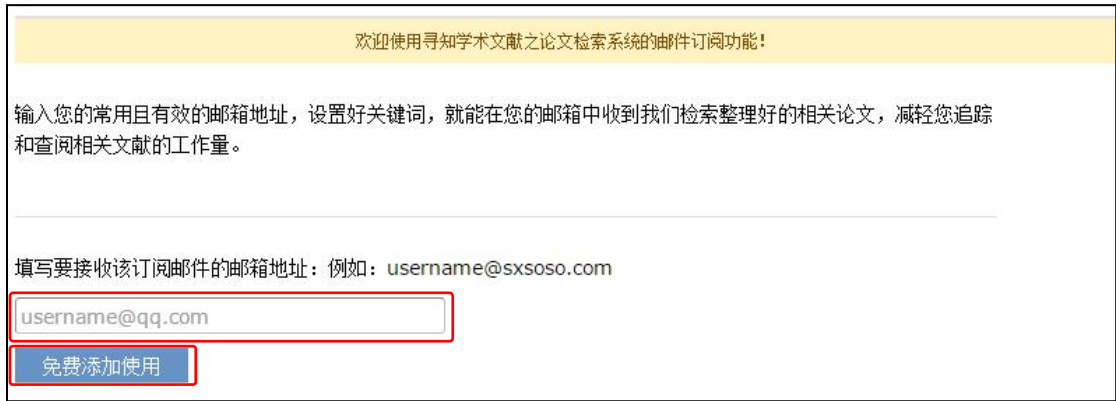 欢迎使用寻知学术文献之论文检索系统的邮件订阅功能！
输入您的常用且有效的邮箱地址，设置好关键词，就能在您的邮箱中收到我们检索整理好的相关论文，减轻您追踪
和查阅相关文献的工作量。
填写要接收该订阅邮件的邮箱地址：例如：username@sxsoso.com
username@qq.com
免费添加使用